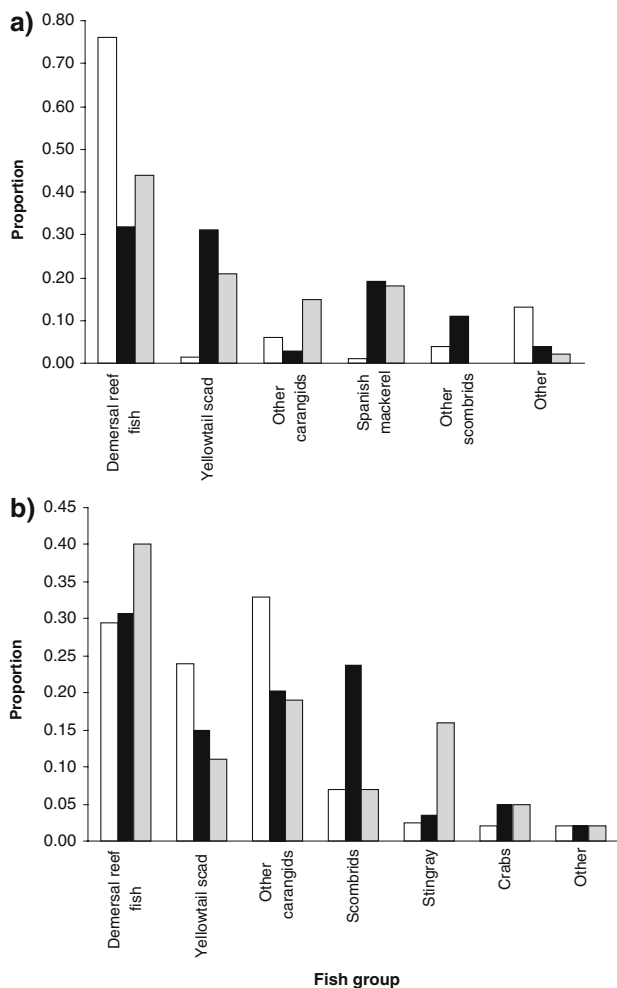 a)
0.80
0.70
0.60
0.50
0.40
0.30
0.20
0.10
0.00
Proportion
Demersal reef
fish
Yellowtail scad
Other
carangids
Spanish
mackerel
Other
scombrids
Other
b)
0.45
0.40
0.35
0.30
0.25
0.20
0.15
0.10
0.05
0.00
Proportion
Demersal reef
fish
Yellowtail scad
Other
carangids
Scombrids
Stingray
Crabs
Other
Fish group